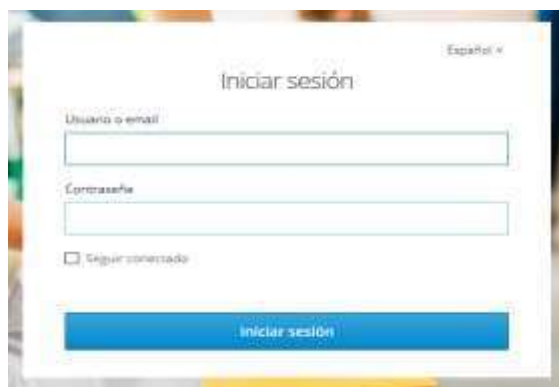 Español
Iniciar sesión
Usuario o email
Contraseña
Seguir conectado
Iniciar sesión